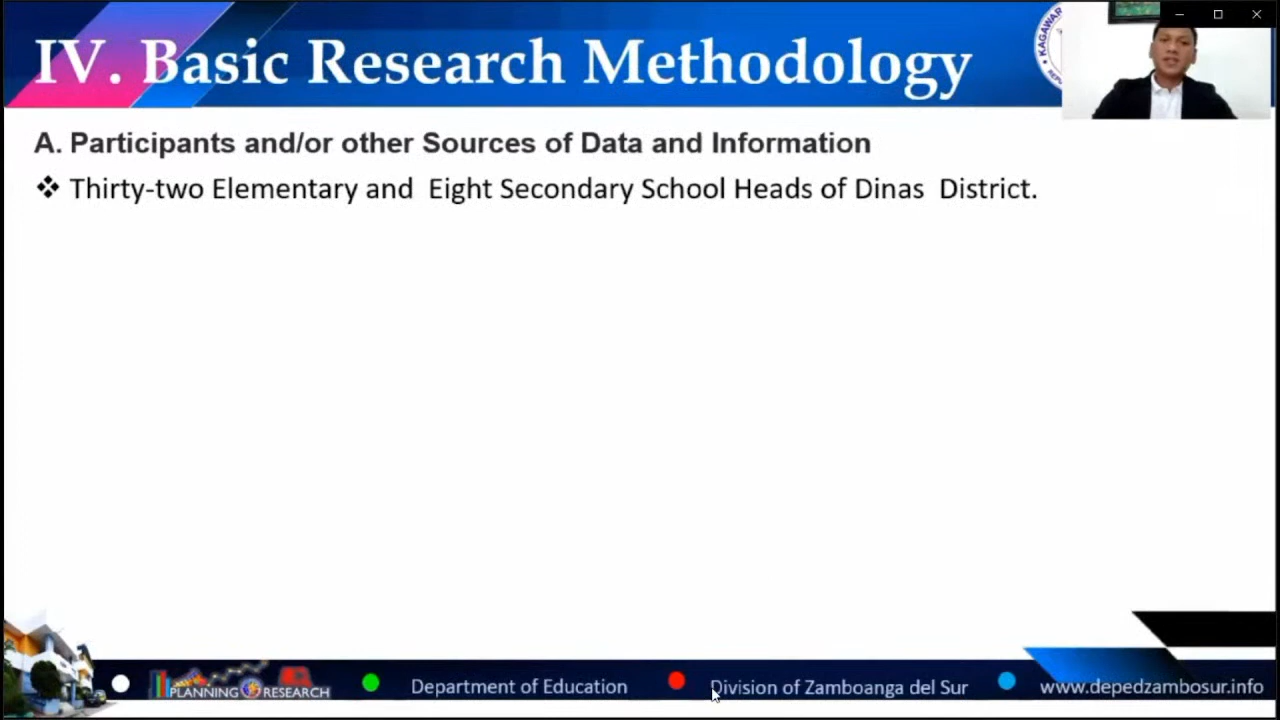 IV. Basic Research Methodology
KAGAWAR
A. Participants and/or other Sources of Data and Information
❖ Thirty-two Elementary and Eight Secondary School Heads of Dinas District.
PLANNING RESEARCH
Department of Education
Division of Zamboanga del Sur
www.depedzambosur.info